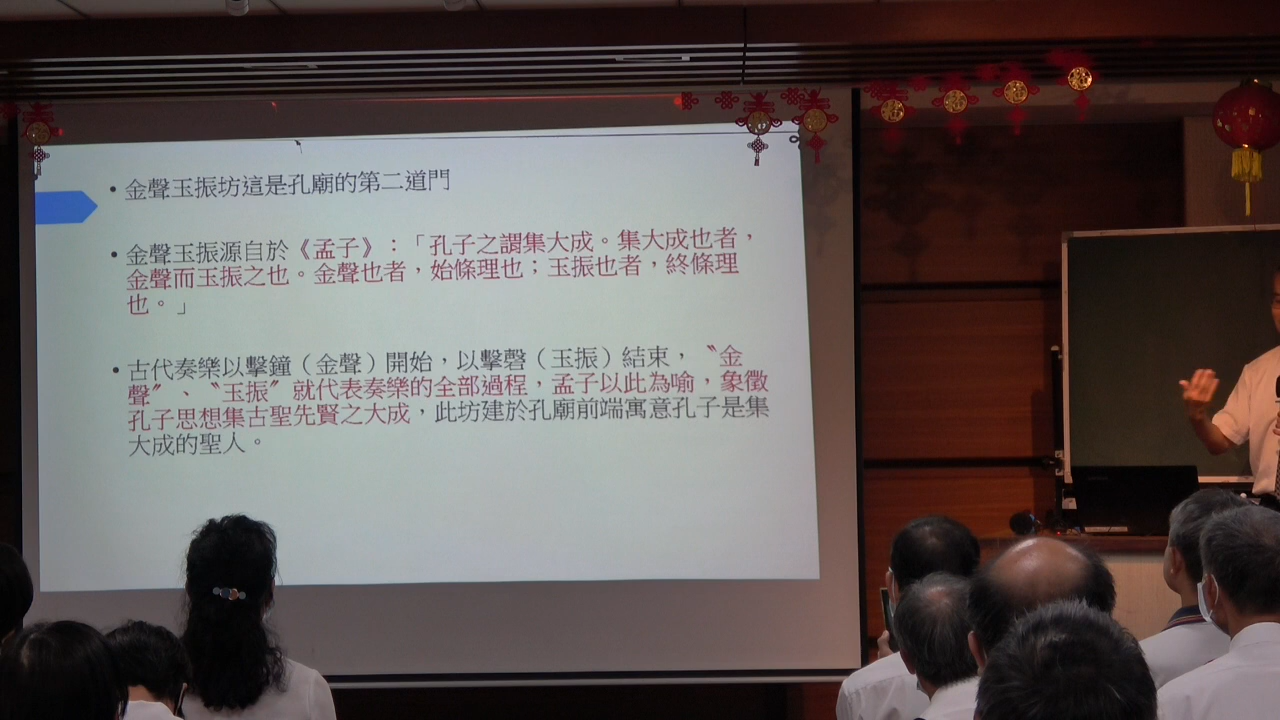 • 金聲玉振坊這是孔廟的第二道門
• 金聲玉振源自於《孟子》：「孔子之謂集大成。集大成也者，
金聲而玉振之也。金聲也者，始條理也；玉振也者，終條理
也。」
• 古代奏樂以擊鐘（金聲）開始，以擊磬（玉振）結束，〝金
聲〞、〝玉振〞就代表奏樂的全部過程，孟子以此為喻，象徵
孔子思想集古聖先賢之大成，此坊建於孔廟前端寓意孔子是集
大成的聖人。